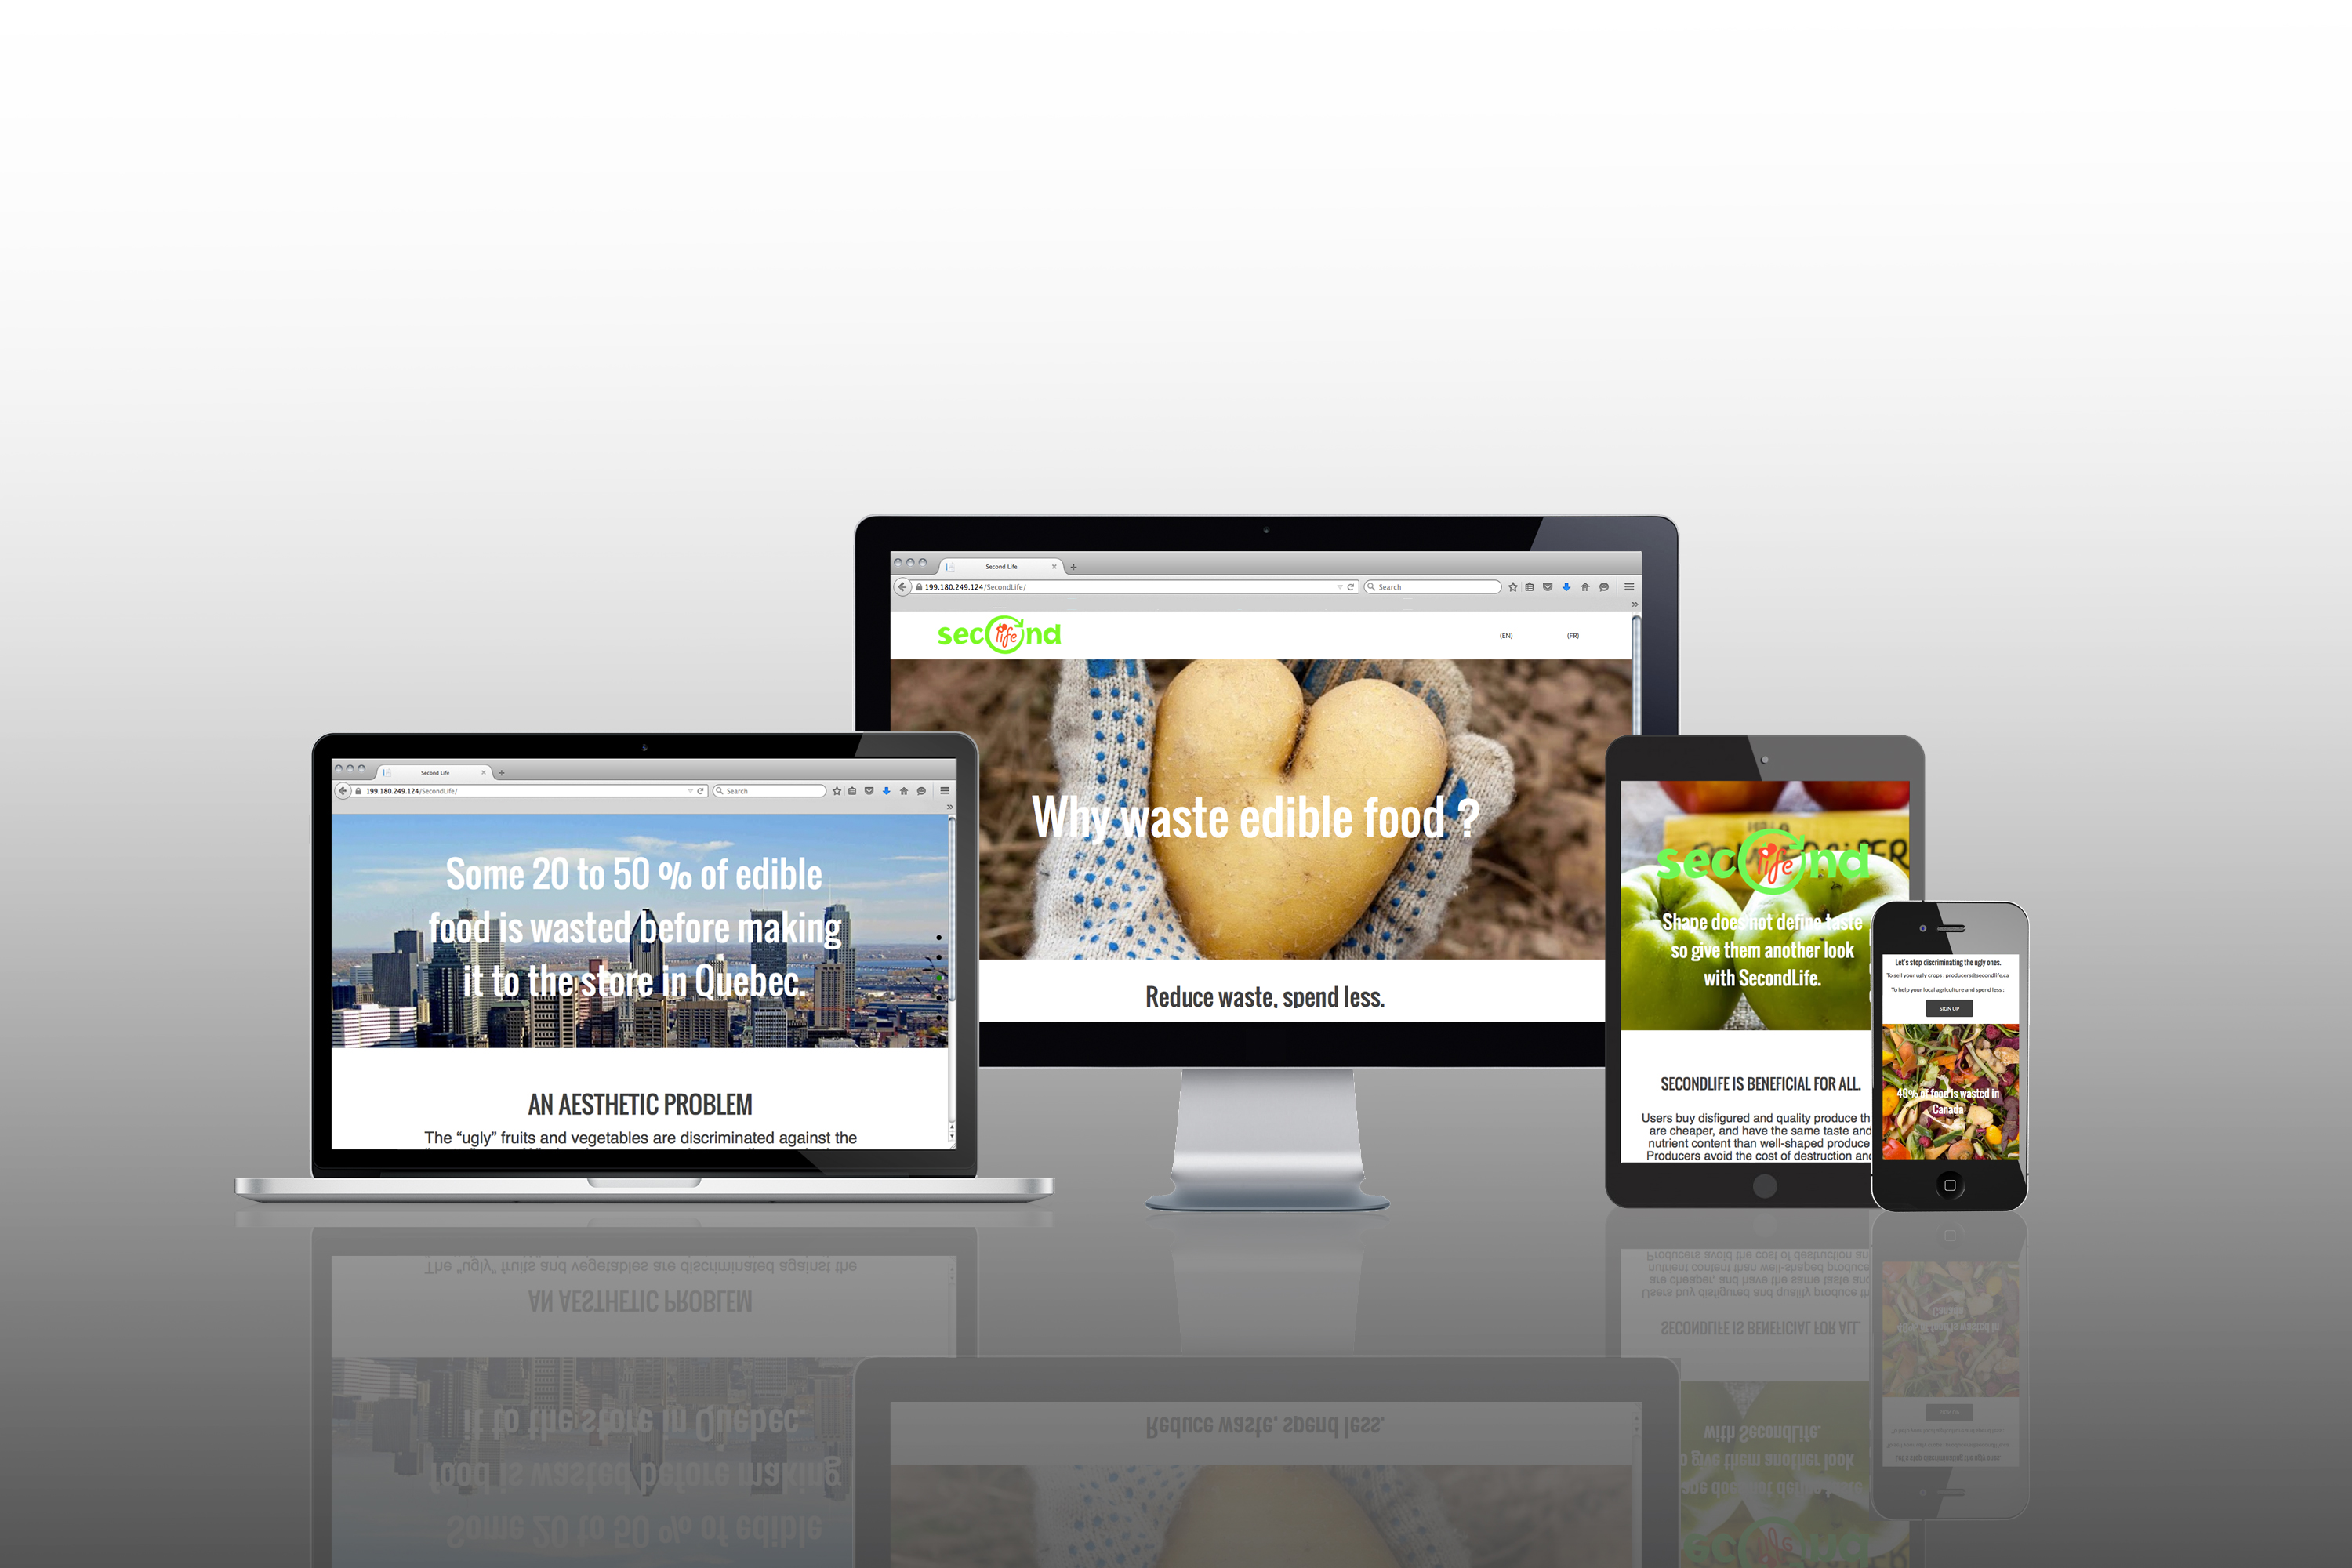 Second Life
199.180.249.124/SecondLife/
Search
second
life
(EN)
(FR)
Why waste edible food ?
Reduce waste, spend less.
Second Life
199.180.249.124/SecondLife/
Search
Some 20 to 50 % of edible
food is wasted before making
it to the store in Quebec.
AN AESTHETIC PROBLEM
The “ugly” fruits and vegetables are discriminated against the
second
life
Shape does not define taste
so give them another look
with SecondLife.
SECONDLIFE IS BENEFICIAL FOR ALL.
Users buy disfigured and quality produce th
are cheaper, and have the same taste and
nutrient content than well-shaped produce
Producers avoid the cost of destruction and
Let's stop discriminating the ugly ones.
To sell your ugly crops : producers@secondlife.ca
To help your local agriculture and spend less :
SIGN UP
40% of food is wasted in
Canada